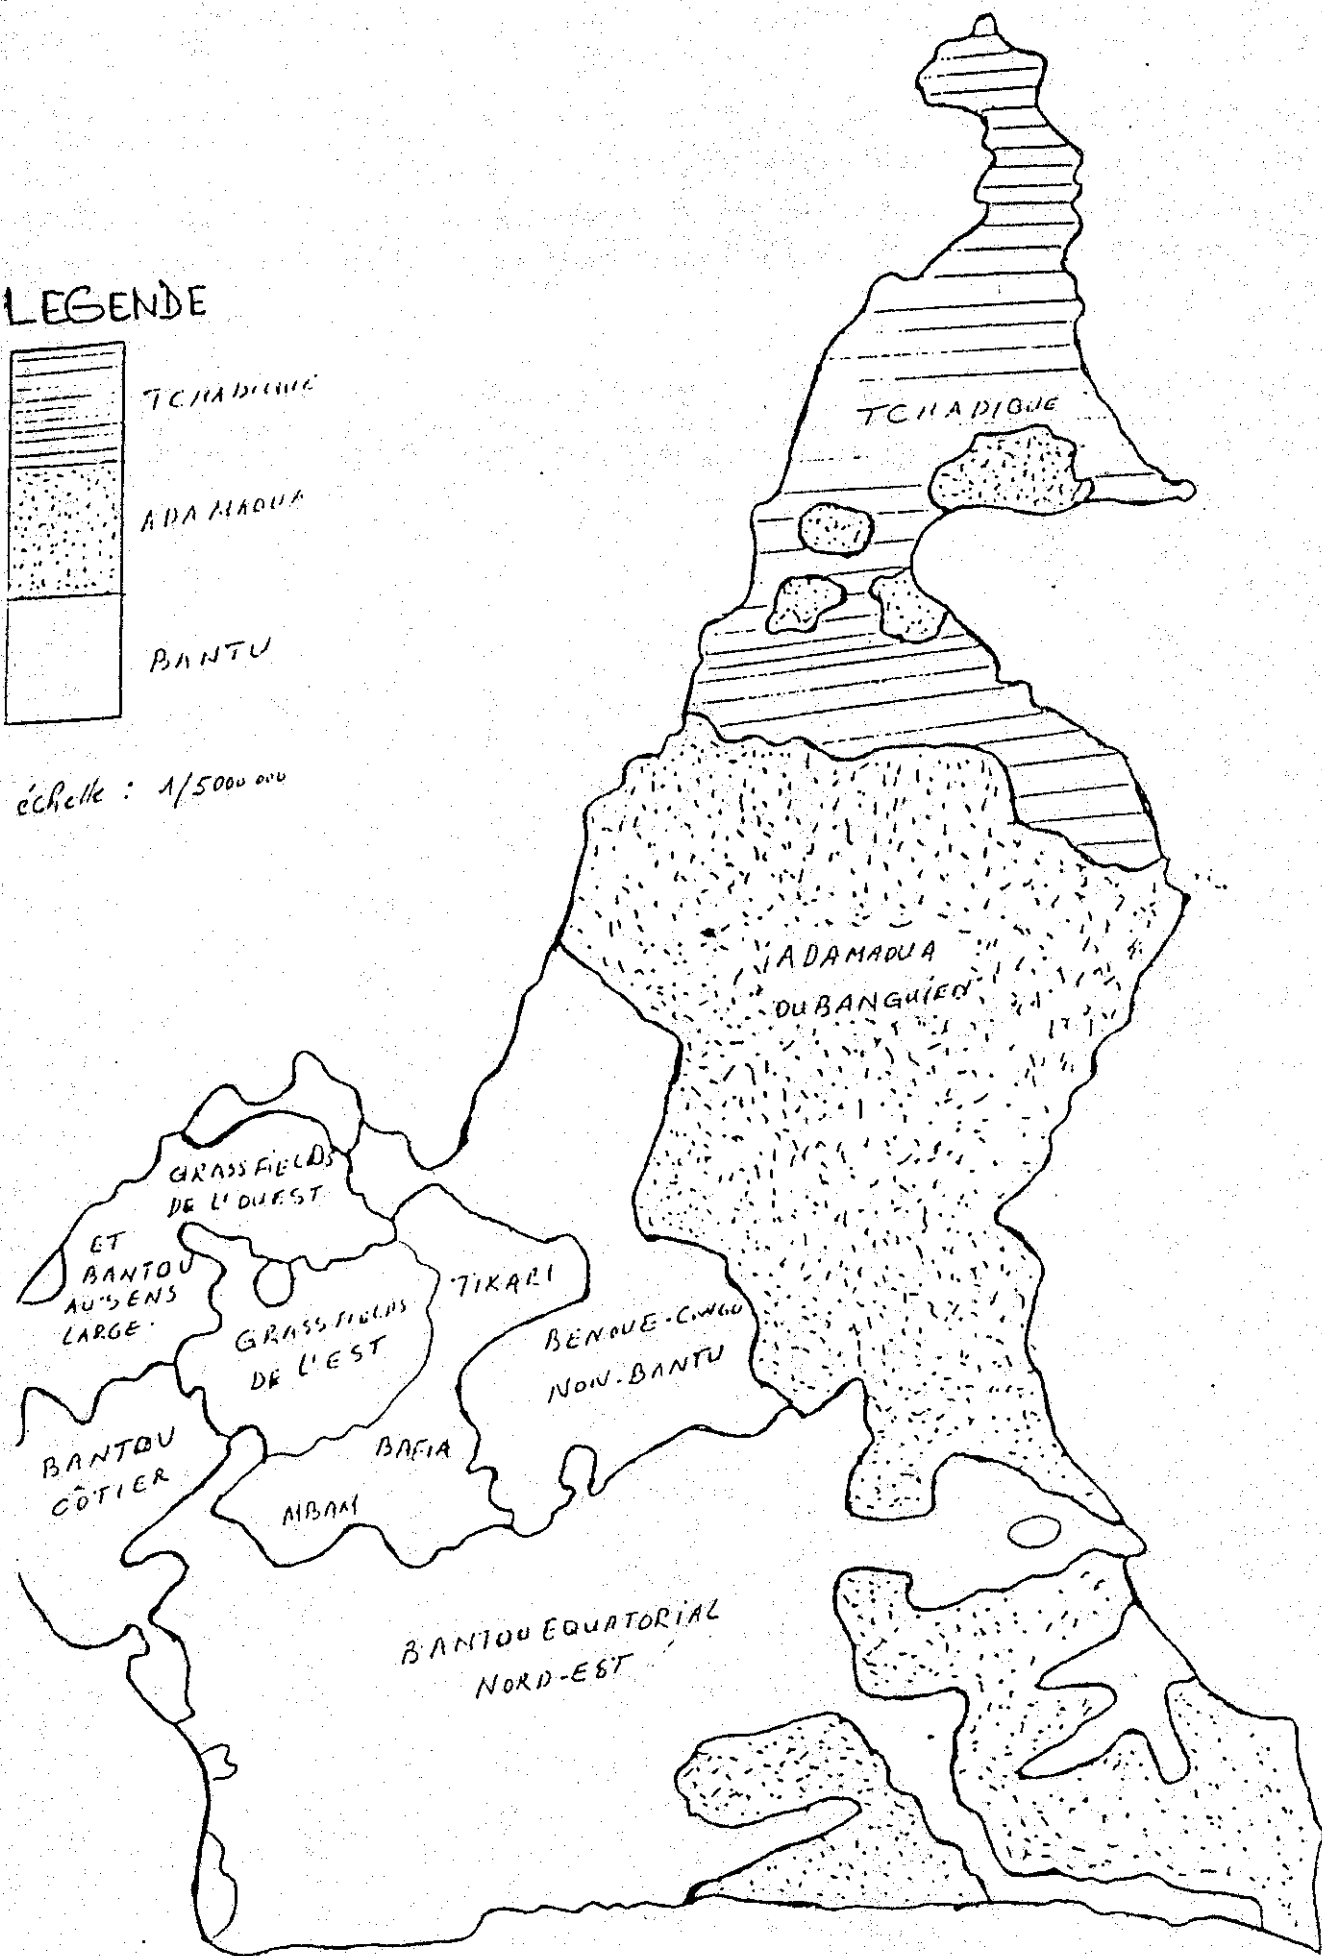 LEGENDE
TCHADIQUE
ADAMAOUA
BANTU
échelle : 1/5000 000
TCHADIQUE
ADAMAOUA
OUBANGUIEN
GRASSFIELDS
DE L'OUEST
ET
BANTOU
AU SENS
LARGE.
GRASSFIELDS
DE L'EST
TIKARI
BENOUE-CONGO
NON-BANTU
BANTOU
CÔTIER
BAFIA
MBAM
BANTOU EQUATORIAL
NORD-EST